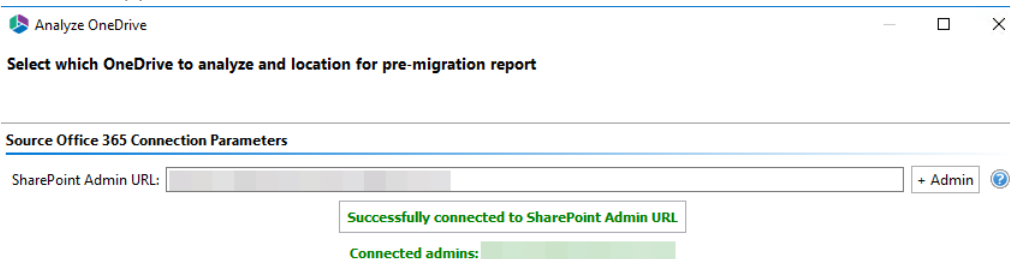 Analyze OneDrive
Select which OneDrive to analyze and location for pre-migration report
Source Office 365 Connection Parameters
SharePoint Admin URL: + Admin ?
Successfully connected to SharePoint Admin URL
Connected admins: